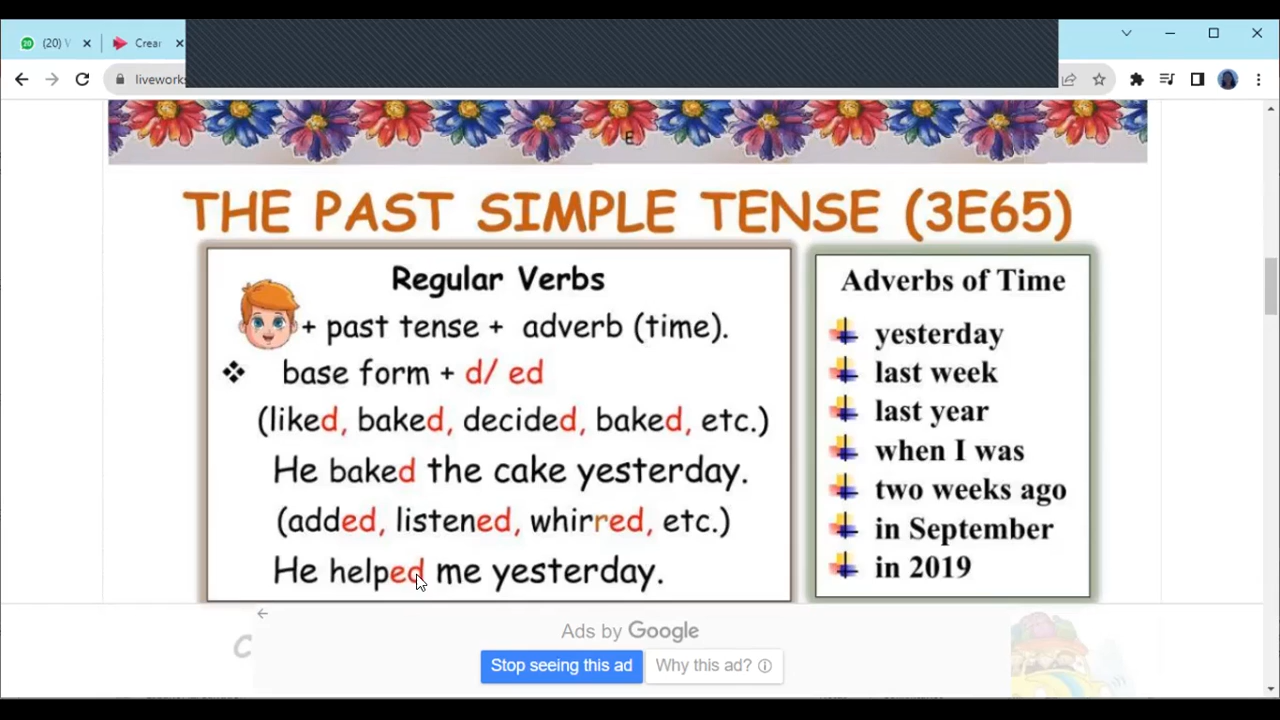 (20)
Crear
liveworks
E
THE PAST SIMPLE TENSE (3E65)
Regular Verbs
+ past tense + adverb (time).
base form + d/ ed
(liked, baked, decided, baked, etc.)
He baked the cake yesterday.
(added, listened, whirred, etc.)
He helped me yesterday.
Adverbs of Time
yesterday
last week
last year
when I was
two weeks ago
in September
in 2019
Ads by Google
Stop seeing this ad
Why this ad?